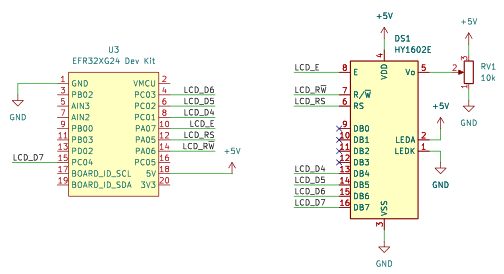 U3
EFR32XG24 Dev Kit
1 GND VMCU 2
3 PB02 PC03 4 LCD_D6
5 AIN3 PC02 6 LCD_D5
7 AIN2 PC01 8 LCD_D4
9 PB00 PA07 10 LCD_E
11 PB03 PA05 12 LCD_RS
13 PD02 PA06 14 LCD_RW
LCD_D7 15 PC04 PC05 16
17 BOARD_ID_SCL 5V 18
19 BOARD_ID_SDA 3V3 20
GND
+5V
+5V
DS1
HY1602E
4
VDD
LCD_E 8 E
Vo 5
LCD_RW 7 R/W
LCD_RS 6 RS
9 DB0
10 DB1
11 DB2
12 DB3
LCD_D4 13 DB4
LCD_D5 14 DB5
LCD_D6 15 DB6
LCD_D7 16 DB7
LEDA 2
LEDK 1
VSS
3
GND
+5V
3
2
1
RV1
10k
GND
+5V
GND